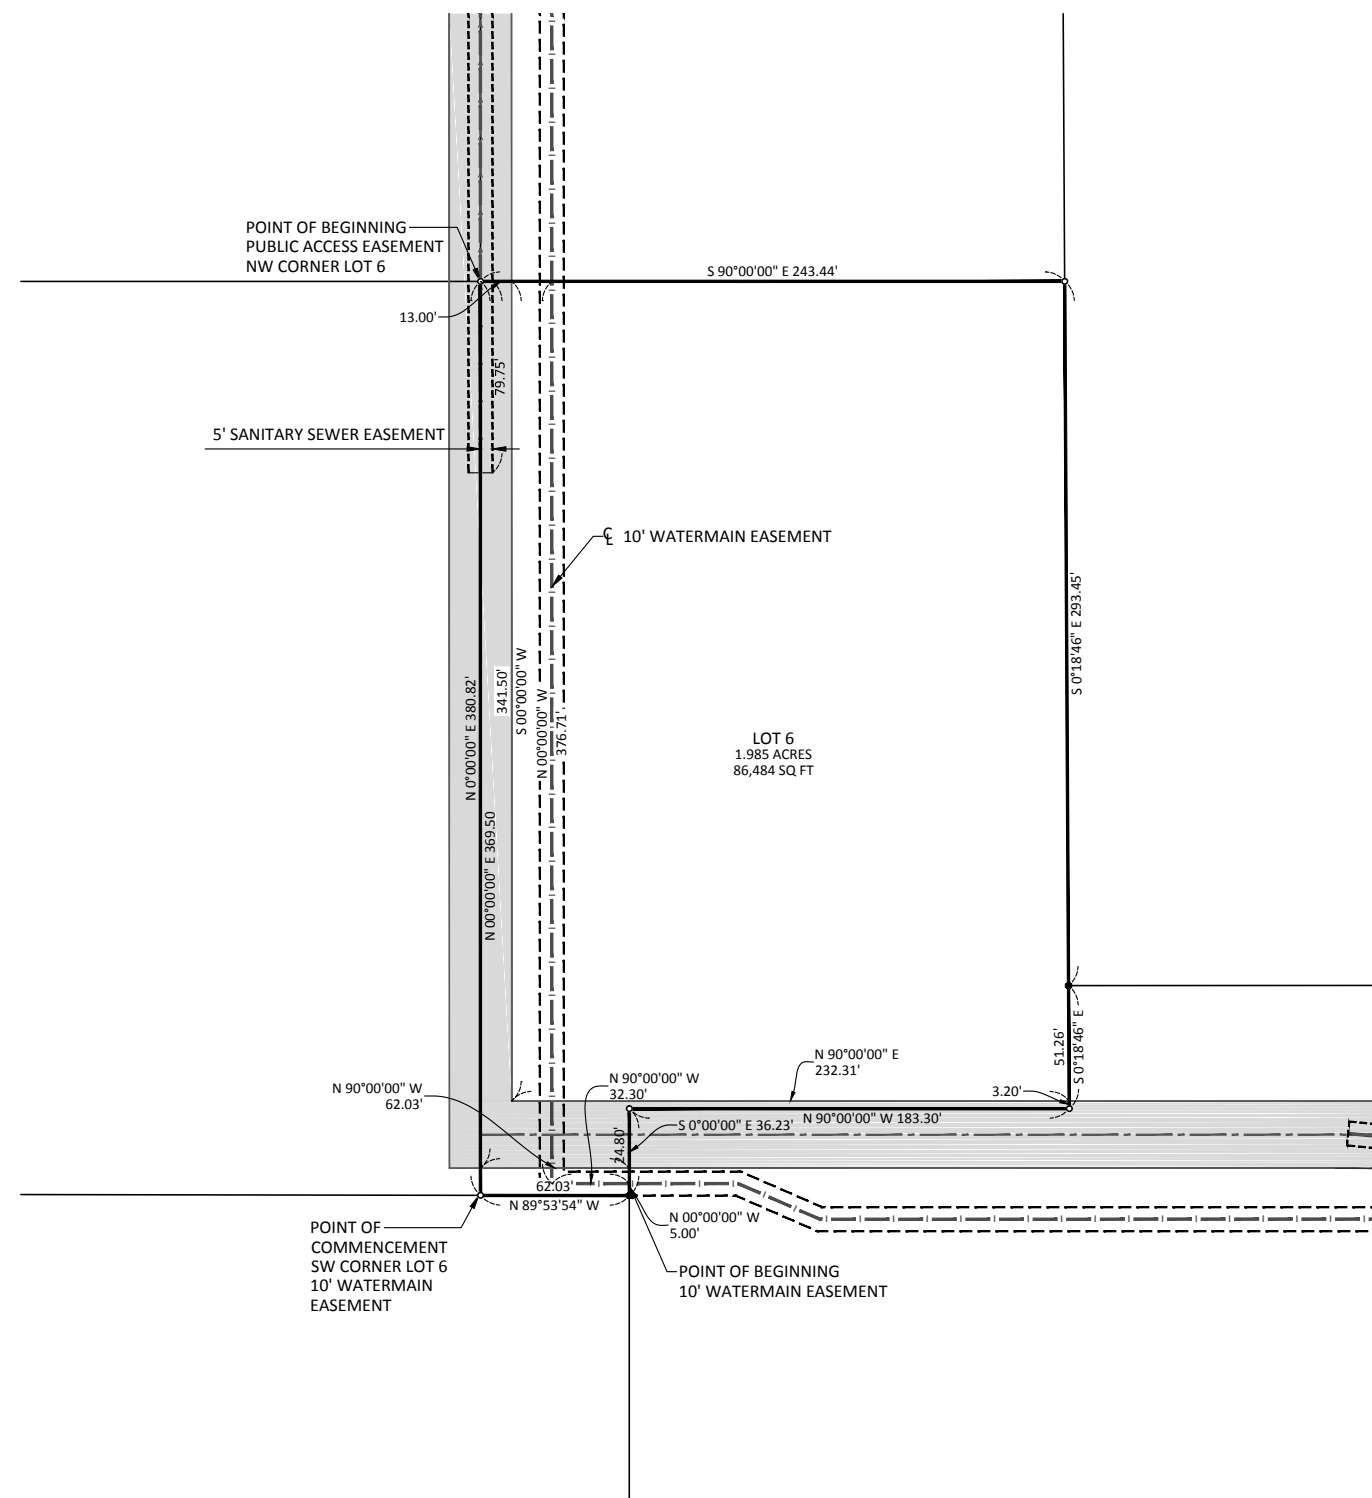 POINT OF BEGINNING
PUBLIC ACCESS EASEMENT
NW CORNER LOT 6
S 90°00'00" E 243.44'
13.00'
79.75'
5' SANITARY SEWER EASEMENT
℄ 10' WATERMAIN EASEMENT
S 0°18'46" E 293.45'
N 0°00'00" E 380.82'
341.50'
S 00°00'00" W
N 00°00'00" W
376.71'
LOT 6
1.985 ACRES
86,484 SQ FT
N 00°00'00" E 369.50
51.26'
S 0°18'46" E
N 90°00'00" E
232.31'
N 90°00'00" W
62.03'
N 90°00'00" W
32.30'
3.20'
N 90°00'00" W 183.30'
S 0°00'00" E 36.23'
24.80'
62.03'
N 89°53'54" W
N 00°00'00" W
5.00'
POINT OF
COMMENCEMENT
SW CORNER LOT 6
10' WATERMAIN
EASEMENT
POINT OF BEGINNING
10' WATERMAIN EASEMENT